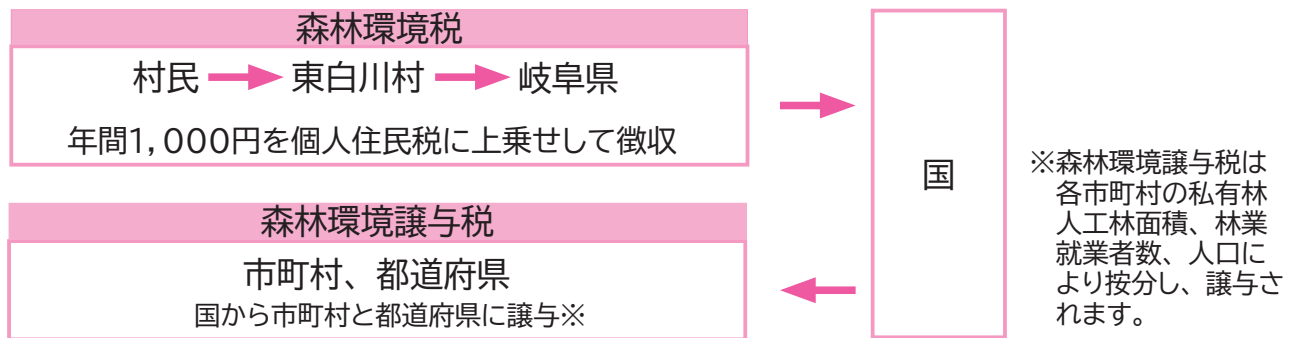 森林環境税
村民 東白川村 岐阜県
年間1,000円を個人住民税に上乗せして徴収
国
※森林環境譲与税は
各市町村の私有林
人工林面積、林業
就業者数、人口に
より按分し、譲与さ
れます。
森林環境譲与税
市町村、都道府県
国から市町村と都道府県に譲与※